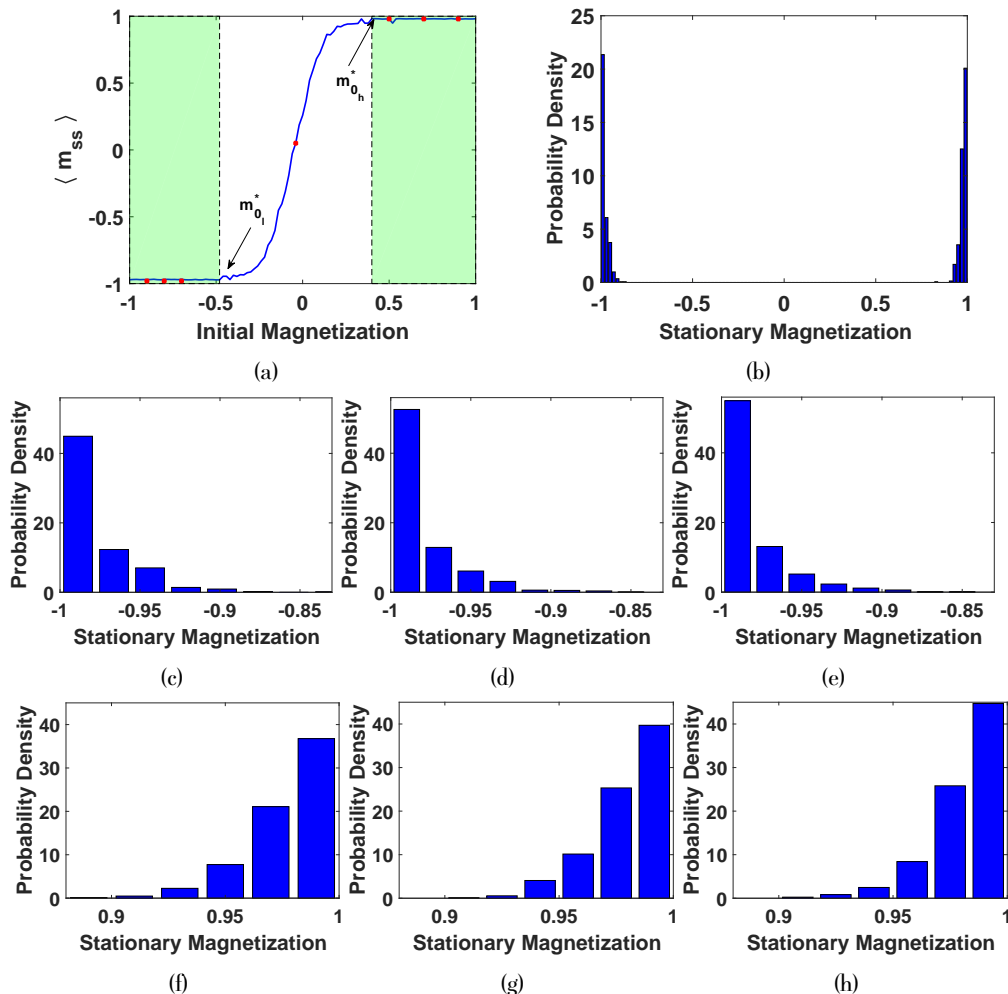 1
0.5
0
-0.5
-1
⟨ m_ss ⟩
m*_0_h
m*_0_l
-1 -0.5 0 0.5 1
Initial Magnetization
(a)
25
20
15
10
5
0
Probability Density
-1 -0.5 0 0.5 1
Stationary Magnetization
(b)
40
20
0
Probability Density
-1 -0.95 -0.9 -0.85
Stationary Magnetization
(c)
40
20
0
Probability Density
-1 -0.95 -0.9 -0.85
Stationary Magnetization
(d)
40
20
0
Probability Density
-1 -0.95 -0.9 -0.85
Stationary Magnetization
(e)
40
30
20
10
0
Probability Density
0.9 0.95 1
Stationary Magnetization
(f)
40
30
20
10
0
Probability Density
0.9 0.95 1
Stationary Magnetization
(g)
40
30
20
10
0
Probability Density
0.9 0.95 1
Stationary Magnetization
(h)